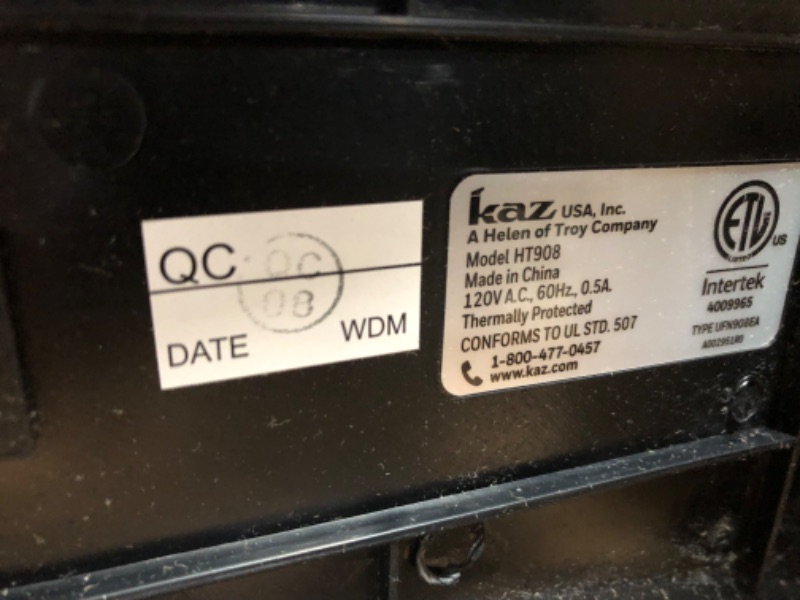 QC
QC
08
DATE
WDM
kaz USA, Inc.
A Helen of Troy Company
Model HT908
Made in China
120V A.C., 60Hz, 0.5A.
Thermally Protected
CONFORMS TO UL STD. 507
1-800-477-0457
www.kaz.com
ETL
LISTED
US
Intertek
4009965
TYPE UFN908EA